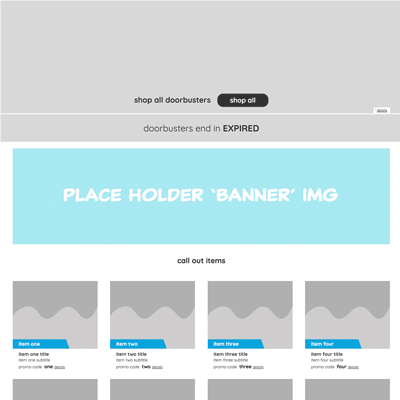 shop all doorbusters shop all
details
doorbusters end in EXPIRED
PLACE HOLDER 'BANNER' IMG
call out items
item one item two item three item four
item one title item two title item three title item four title
item one subtitle item two subtitle item three subtitle item four subtitle
promo code one details promo code two details promo code three details promo code four details